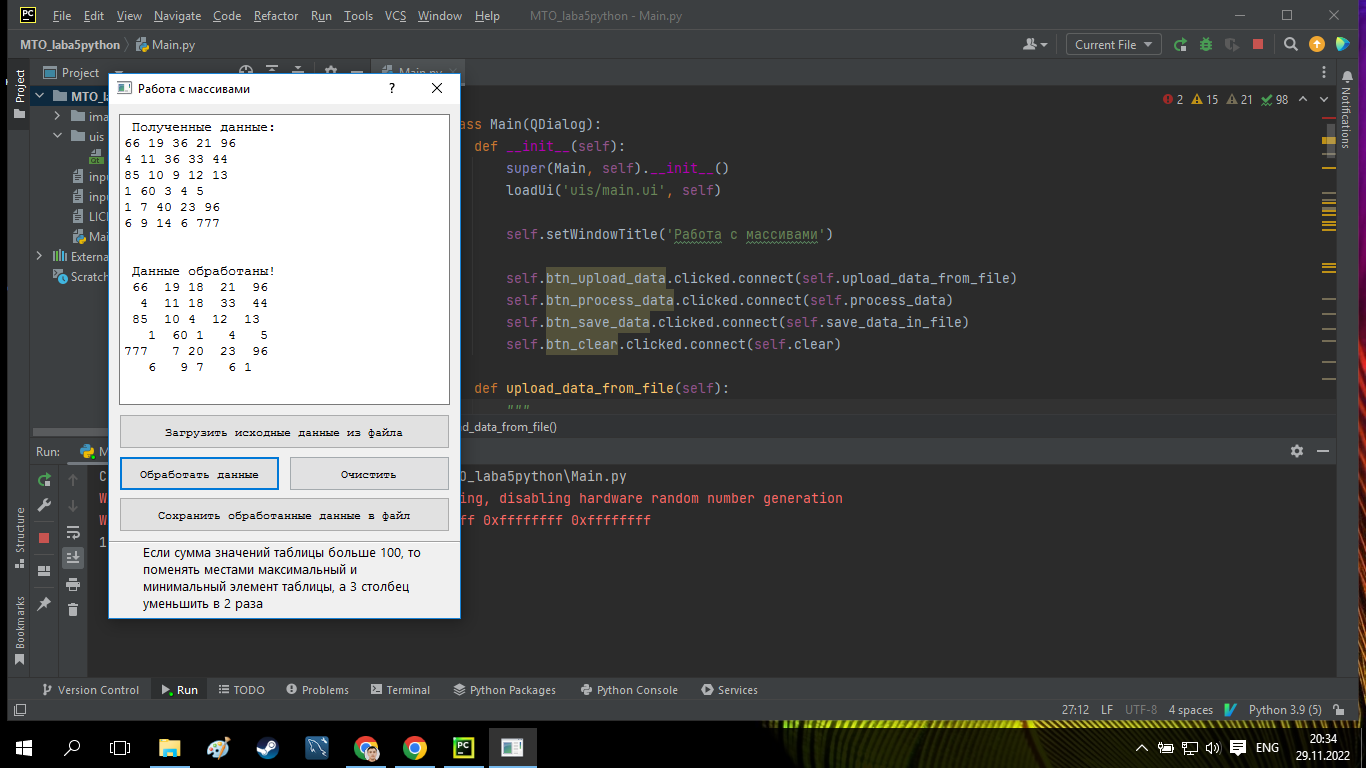 PC File Edit View Navigate Code Refactor Run Tools VCS Window Help MTO_laba5python - Main.py
MTO_laba5python Main.py Current File
Project Main.py
Project
MTO_la
ima
uis
inpu
inpu
LICE
Mai
Externa
Scratch
Работа с массивами ?
Полученные данные:
66 19 36 21 96
4 11 36 33 44
85 10 9 12 13
1 60 3 4 5
1 7 40 23 96
6 9 14 6 777
Данные обработаны!
66 19 18 21 96
4 11 18 33 44
85 10 4 12 13
1 60 1 4 5
777 7 20 23 96
6 9 7 6 1
Загрузить исходные данные из файла
Обработать данные Очистить
Сохранить обработанные данные в файл
Если сумма значений таблицы больше 100, то
поменять местами максимальный и
минимальный элемент таблицы, а 3 столбец
уменьшить в 2 раза
2 15 21 98
ass Main(QDialog):
def __init__(self):
super(Main, self).__init__()
loadUi('uis/main.ui', self)
self.setWindowTitle('Работа с массивами')
self.btn_upload_data.clicked.connect(self.upload_data_from_file)
self.btn_process_data.clicked.connect(self.process_data)
self.btn_save_data.clicked.connect(self.save_data_in_file)
self.btn_clear.clicked.connect(self.clear)
def upload_data_from_file(self):
"""
d_data_from_file()
Notifications
Run: M
C TO_laba5python\Main.py
W ing, disabling hardware random number generation
W ff 0xffffffff 0xffffffff
1
Structure
Bookmarks
Version Control Run TODO Problems Terminal Python Packages Python Console Services
27:12 LF UTF-8 4 spaces Python 3.9 (5)
PC ENG 20:34
29.11.2022